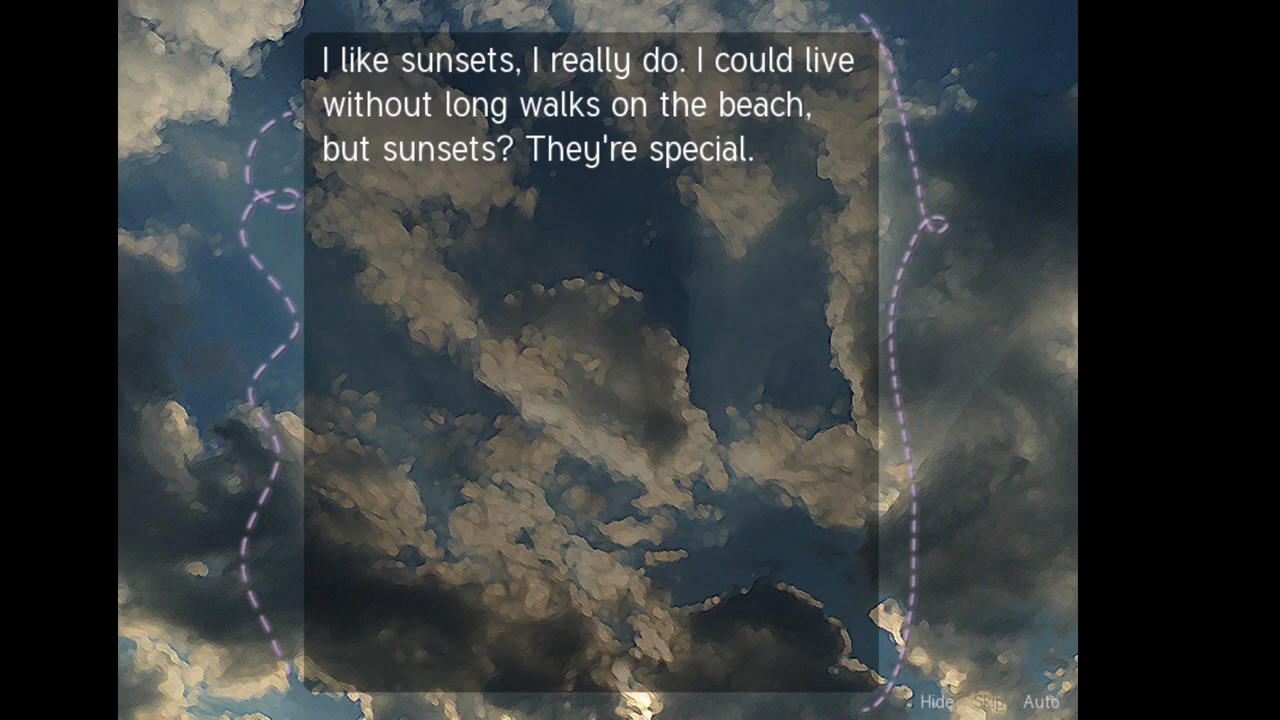 I like sunsets, I really do. I could live
without long walks on the beach,
but sunsets? They're special.
Hide Skip Auto